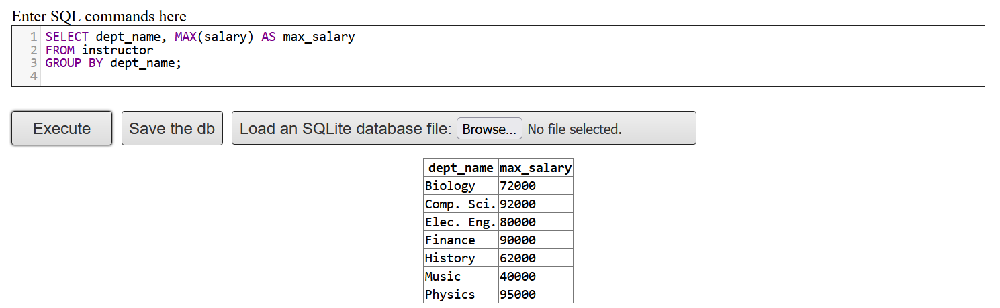 Enter SQL commands here
1 SELECT dept_name, MAX(salary) AS max_salary
2 FROM instructor
3 GROUP BY dept_name;
4
Execute Save the db Load an SQLite database file: Browse... No file selected.
dept_name max_salary
Biology 72000
Comp. Sci. 92000
Elec. Eng. 80000
Finance 90000
History 62000
Music 40000
Physics 95000